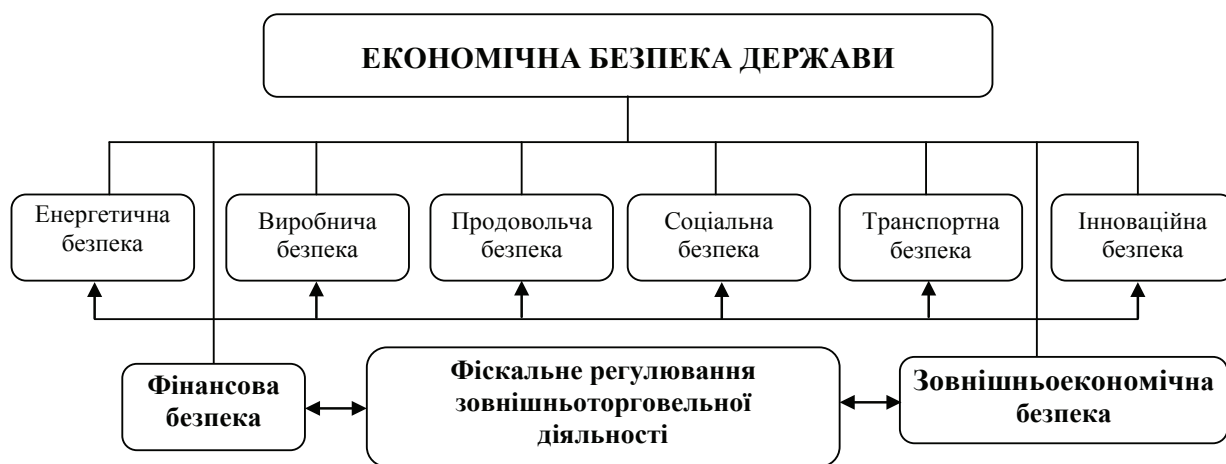 ЕКОНОМІЧНА БЕЗПЕКА ДЕРЖАВИ
Енергетична
безпека
Виробнича
безпека
Продовольча
безпека
Соціальна
безпека
Транспортна
безпека
Інноваційна
безпека
Фінансова
безпека
Фіскальне регулювання
зовнішньоторговельної
діяльності
Зовнішньоекономічна
безпека